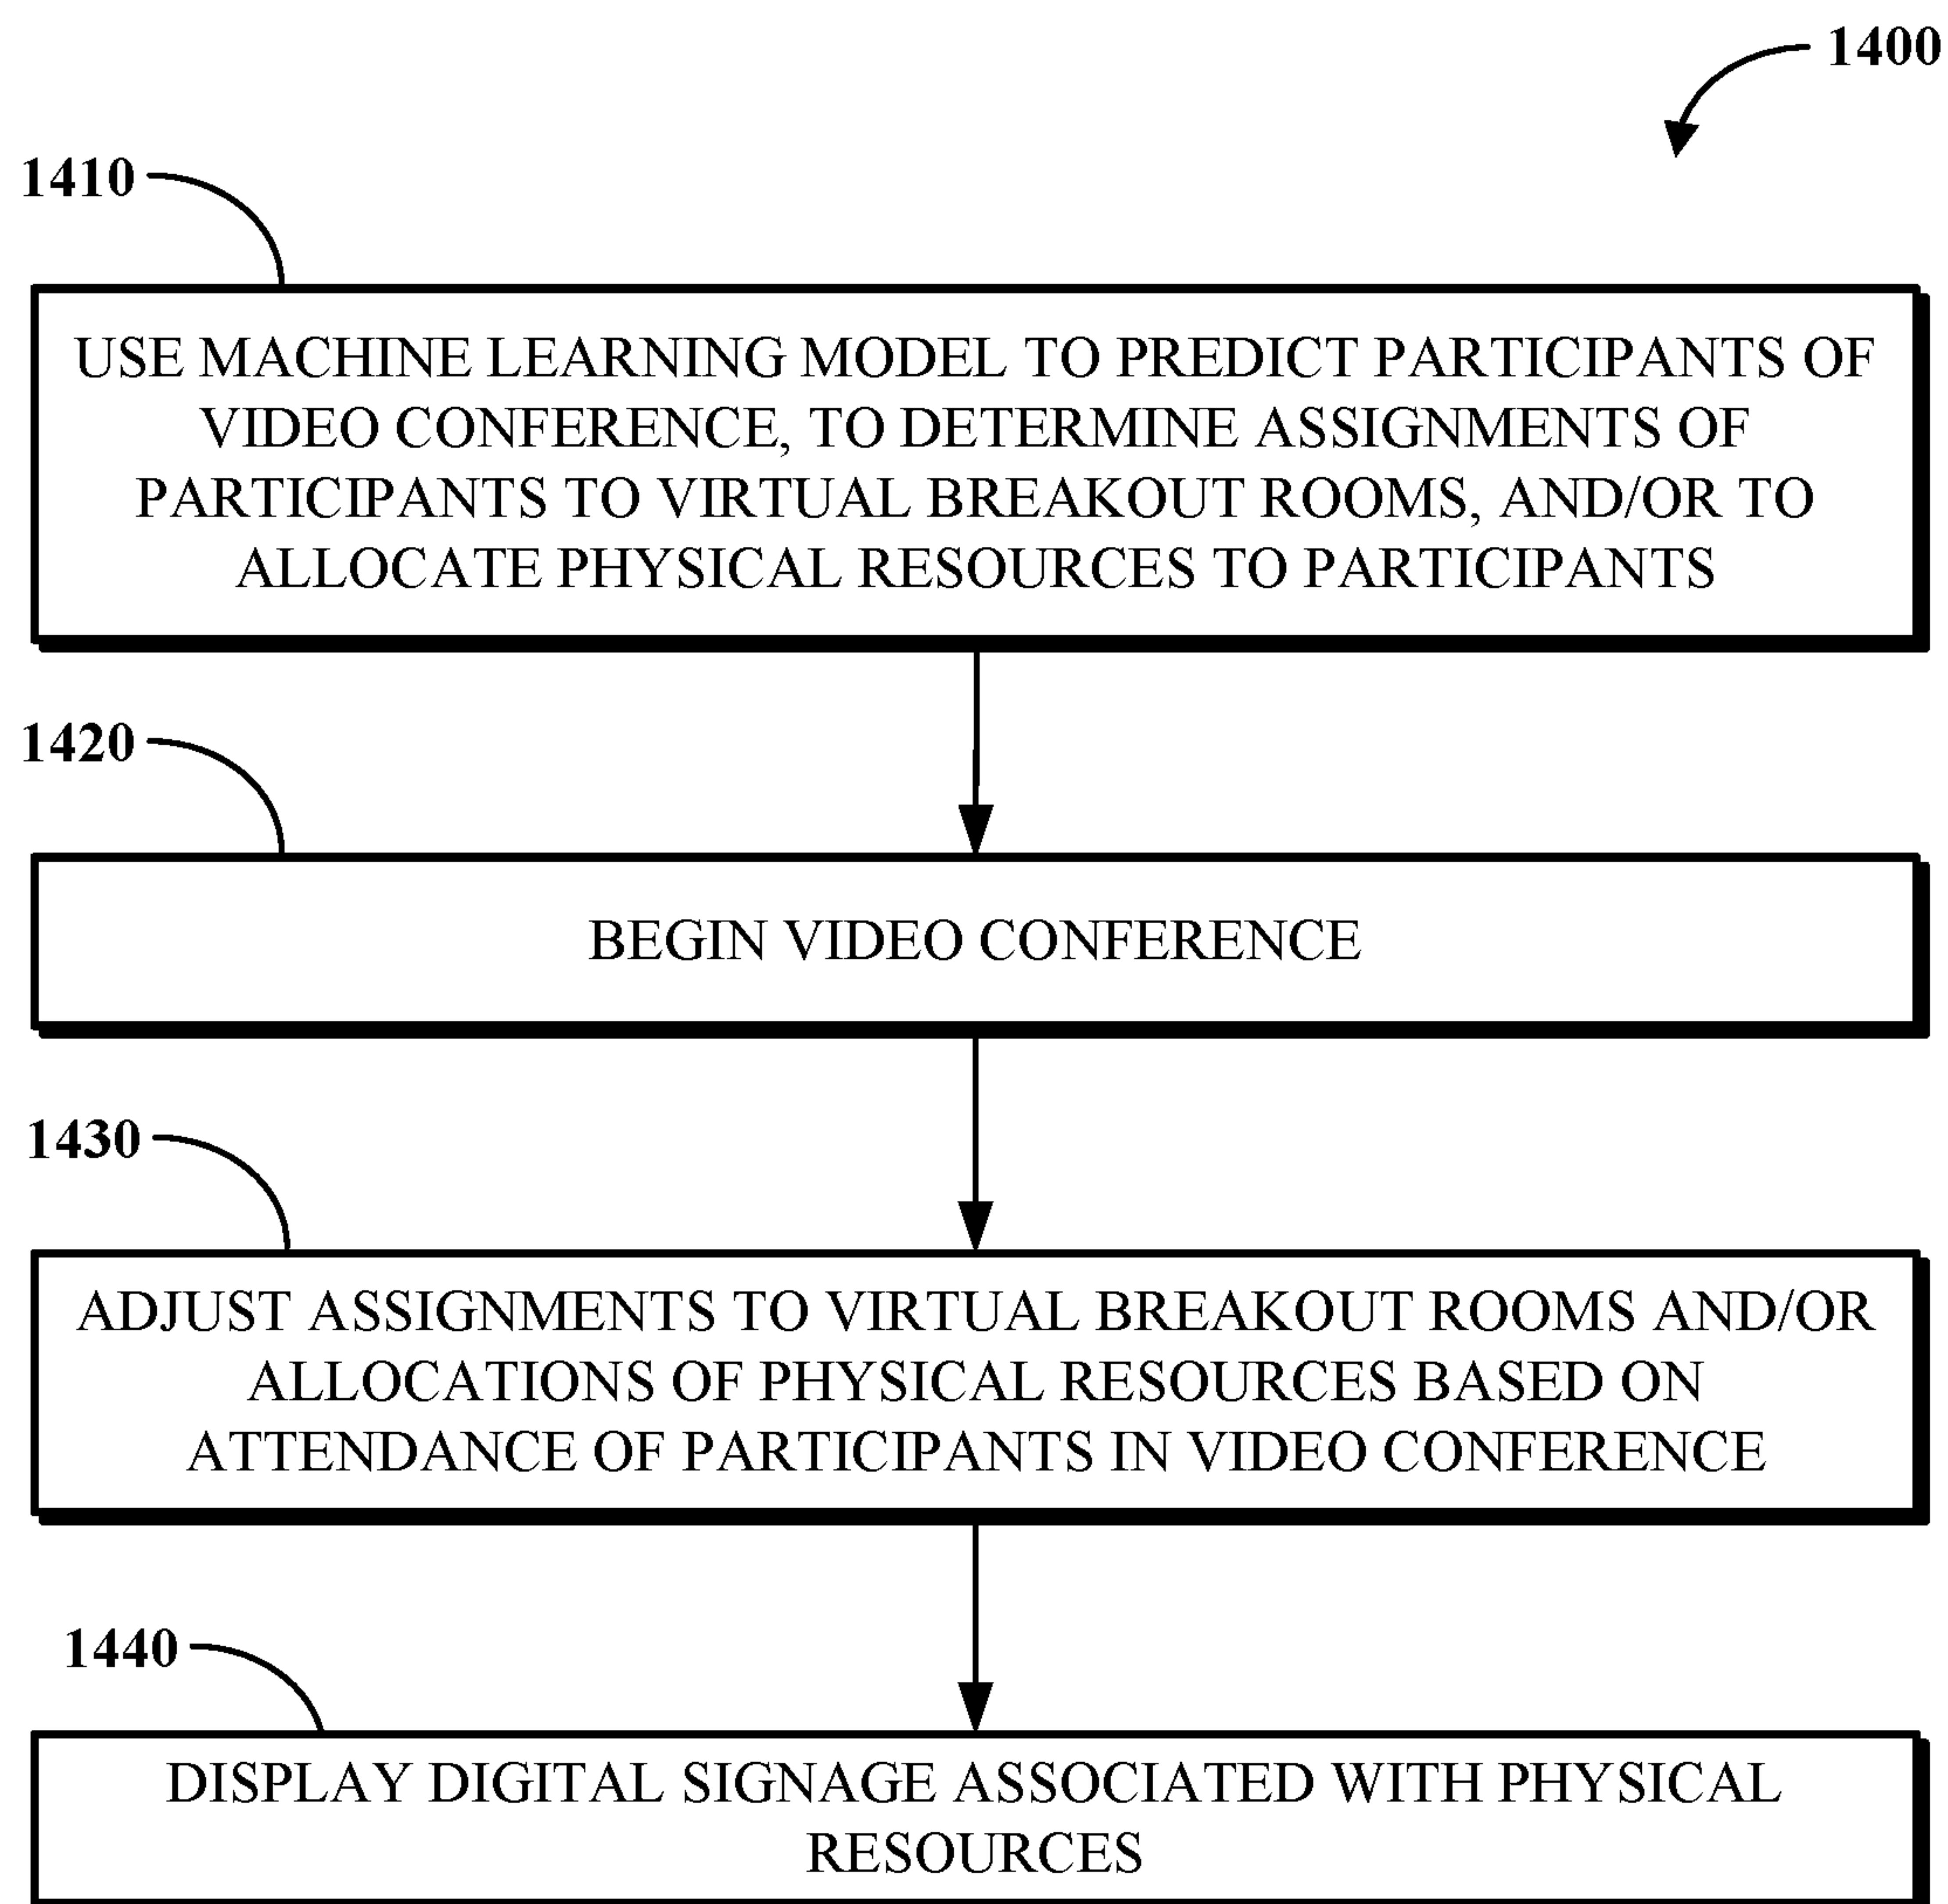 1400
1410
USE MACHINE LEARNING MODEL TO PREDICT PARTICIPANTS OF
VIDEO CONFERENCE, TO DETERMINE ASSIGNMENTS OF
PARTICIPANTS TO VIRTUAL BREAKOUT ROOMS, AND/OR TO
ALLOCATE PHYSICAL RESOURCES TO PARTICIPANTS
1420
BEGIN VIDEO CONFERENCE
1430
ADJUST ASSIGNMENTS TO VIRTUAL BREAKOUT ROOMS AND/OR
ALLOCATIONS OF PHYSICAL RESOURCES BASED ON
ATTENDANCE OF PARTICIPANTS IN VIDEO CONFERENCE
1440
DISPLAY DIGITAL SIGNAGE ASSOCIATED WITH PHYSICAL
RESOURCES